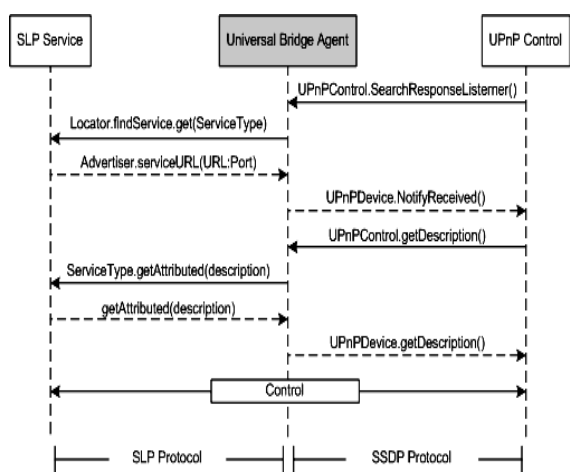 SLP Service
Universal Bridge Agent
UPnP Control
UPnPControl.SearchResponseListerner()
Locator.findService.get(ServiceType)
Advertiser.serviceURL(URL:Port)
UPnPDevice.NotifyReceived()
UPnPControl.getDescription()
ServiceType.getAttributed(description)
getAttributed(description)
UPnPDevice.getDescription()
Control
SLP Protocol
SSDP Protocol